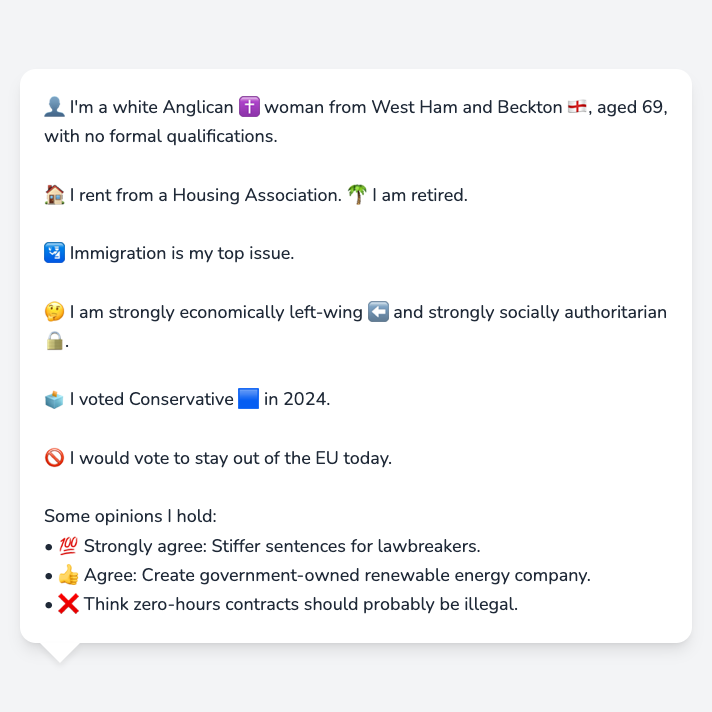 👤 I'm a white Anglican ✝️ woman from West Ham and Beckton 🏴󠁧󠁢󠁥󠁮󠁧󠁿, aged 69,
with no formal qualifications.
🏠 I rent from a Housing Association. 🌴 I am retired.
🛂 Immigration is my top issue.
🤔 I am strongly economically left-wing ⬅️ and strongly socially authoritarian
🔒.
🗳️ I voted Conservative 🟦 in 2024.
🚫 I would vote to stay out of the EU today.
Some opinions I hold:
• 💯 Strongly agree: Stiffer sentences for lawbreakers.
• 👍 Agree: Create government-owned renewable energy company.
• ❌ Think zero-hours contracts should probably be illegal.